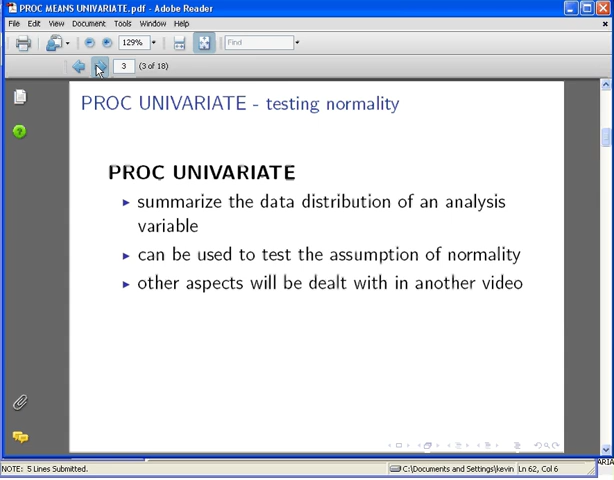 PROC MEANS UNIVARIATE.pdf - Adobe Reader
File Edit View Document Tools Window Help
129% Find
3 (3 of 18)
PROC UNIVARIATE - testing normality
PROC UNIVARIATE
summarize the data distribution of an analysis
variable
can be used to test the assumption of normality
other aspects will be dealt with in another video
NOTE: 5 Lines Submitted.
C:\Documents and Settings\kevin
Ln 62, Col 6